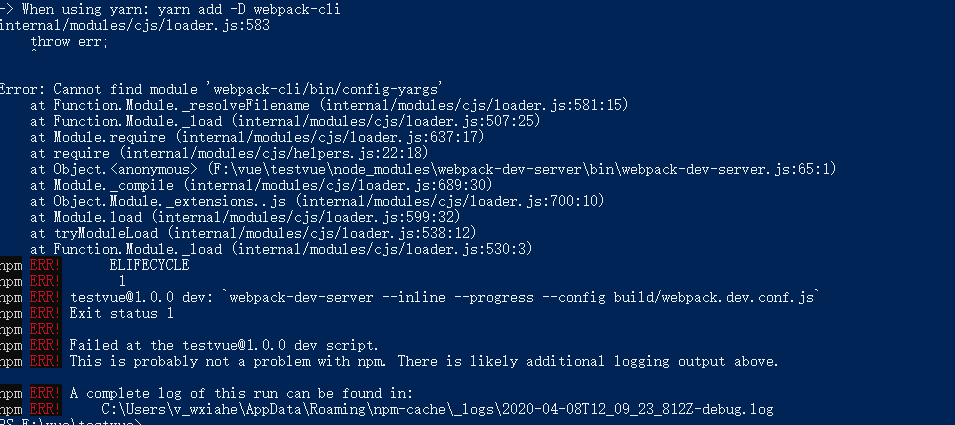 -> When using yarn: yarn add -D webpack-cli
internal/modules/cjs/loader.js:583
    throw err;
    ^

Error: Cannot find module 'webpack-cli/bin/config-yargs'
    at Function.Module._resolveFilename (internal/modules/cjs/loader.js:581:15)
    at Function.Module._load (internal/modules/cjs/loader.js:507:25)
    at Module.require (internal/modules/cjs/loader.js:637:17)
    at require (internal/modules/cjs/helpers.js:22:18)
    at Object.<anonymous> (F:\vue\testvue\node_modules\webpack-dev-server\bin\webpack-dev-server.js:65:1)
    at Module._compile (internal/modules/cjs/loader.js:689:30)
    at Object.Module._extensions..js (internal/modules/cjs/loader.js:700:10)
    at Module.load (internal/modules/cjs/loader.js:599:32)
    at tryModuleLoad (internal/modules/cjs/loader.js:538:12)
    at Function.Module._load (internal/modules/cjs/loader.js:530:3)
npm ERR! ELIFECYCLE
npm ERR! 1
npm ERR! testvue@1.0.0 dev: `webpack-dev-server --inline --progress --config build/webpack.dev.conf.js`
npm ERR! Exit status 1
npm ERR!
npm ERR! Failed at the testvue@1.0.0 dev script.
npm ERR! This is probably not a problem with npm. There is likely additional logging output above.

npm ERR! A complete log of this run can be found in:
npm ERR!     C:\Users\v_wxiahe\AppData\Roaming\npm-cache\_logs\2020-04-08T12_09_23_812Z-debug.log
PS F:\vue\testvue>